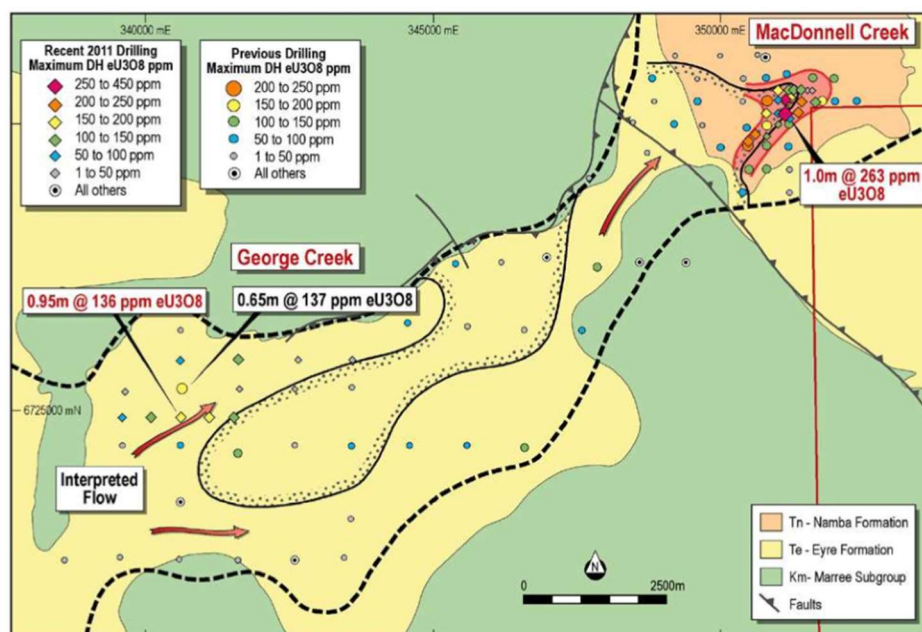 340000 mE
345000 mE
350000 mE
Recent 2011 Drilling
Maximum DH eU3O8 ppm
250 to 450 ppm
200 to 250 ppm
150 to 200 ppm
100 to 150 ppm
50 to 100 ppm
1 to 50 ppm
All others
Previous Drilling
Maximum DH eU3O8 ppm
200 to 250 ppm
150 to 200 ppm
100 to 150 ppm
50 to 100 ppm
1 to 50 ppm
All others
MacDonnell Creek
1.0m @ 263 ppm
eU3O8
George Creek
0.95m @ 136 ppm eU3O8
0.65m @ 137 ppm eU3O8
6725000 mN
Interpreted
Flow
N
0
2500m
Tn - Namba Formation
Te - Eyre Formation
Km- Marree Subgroup
Faults